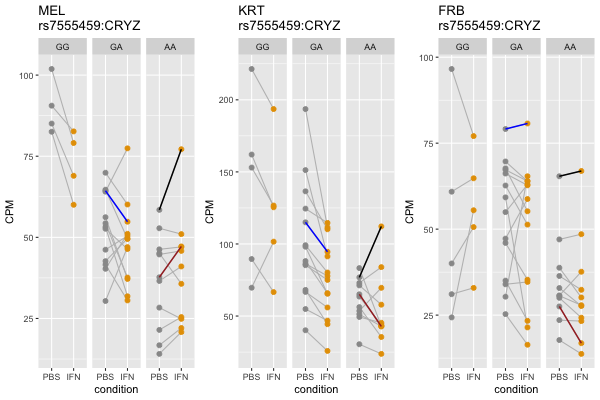 MEL
rs7555459:CRYZ
GG GA AA
CPM
100
75
50
25
PBS IFN PBS IFN PBS IFN
condition
KRT
rs7555459:CRYZ
GG GA AA
CPM
200
150
100
50
PBS IFN PBS IFN PBS IFN
condition
FRB
rs7555459:CRYZ
GG GA AA
CPM
100
75
50
25
PBS IFN PBS IFN PBS IFN
condition